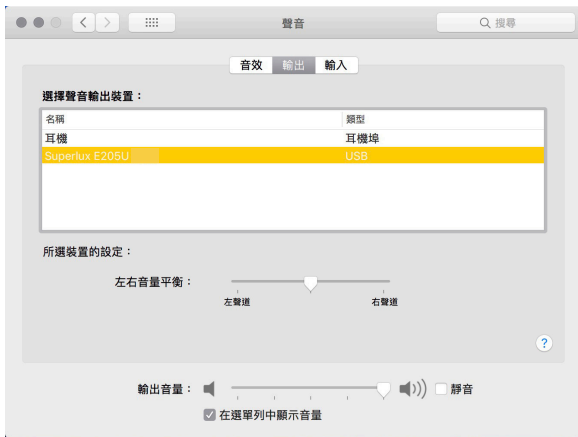 聲音
搜尋
音效 輸出 輸入
選擇聲音輸出裝置：
名稱 類型
耳機 耳機埠
Superlux E205U USB
所選裝置的設定：
左右音量平衡：
左聲道 右聲道
?
輸出音量： 靜音
在選單列中顯示音量